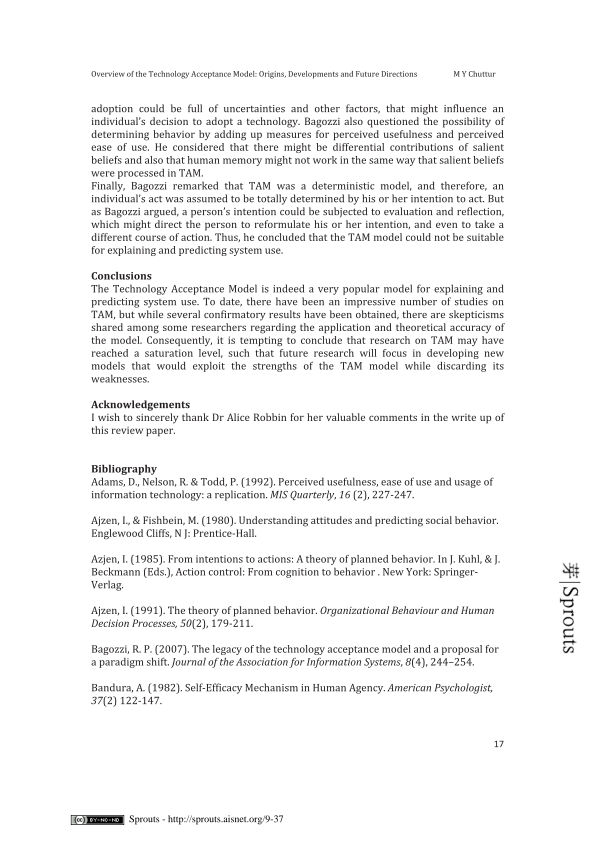 Overview of the Technology Acceptance Model: Origins, Developments and Future Directions M Y Chuttur
adoption could be full of uncertainties and other factors, that might influence an
individual's decision to adopt a technology. Bagozzi also questioned the possibility of
determining behavior by adding up measures for perceived usefulness and perceived
ease of use. He considered that there might be differential contributions of salient
beliefs and also that human memory might not work in the same way that salient beliefs
were processed in TAM.
Finally, Bagozzi remarked that TAM was a deterministic model, and therefore, an
individual's act was assumed to be totally determined by his or her intention to act. But
as Bagozzi argued, a person's intention could be subjected to evaluation and reflection,
which might direct the person to reformulate his or her intention, and even to take a
different course of action. Thus, he concluded that the TAM model could not be suitable
for explaining and predicting system use.
Conclusions
The Technology Acceptance Model is indeed a very popular model for explaining and
predicting system use. To date, there have been an impressive number of studies on
TAM, but while several confirmatory results have been obtained, there are skepticisms
shared among some researchers regarding the application and theoretical accuracy of
the model. Consequently, it is tempting to conclude that research on TAM may have
reached a saturation level, such that future research will focus in developing new
models that would exploit the strengths of the TAM model while discarding its
weaknesses.
Acknowledgements
I wish to sincerely thank Dr Alice Robbin for her valuable comments in the write up of
this review paper.
Bibliography
Adams, D., Nelson, R. & Todd, P. (1992). Perceived usefulness, ease of use and usage of
information technology: a replication. MIS Quarterly, 16 (2), 227-247.
Ajzen, I., & Fishbein, M. (1980). Understanding attitudes and predicting social behavior.
Englewood Cliffs, N J: Prentice-Hall.
Azjen, I. (1985). From intentions to actions: A theory of planned behavior. In J. Kuhl, & J.
Beckmann (Eds.), Action control: From cognition to behavior . New York: Springer-
Verlag.
Ajzen, I. (1991). The theory of planned behavior. Organizational Behaviour and Human
Decision Processes, 50(2), 179-211.
Bagozzi, R. P. (2007). The legacy of the technology acceptance model and a proposal for
a paradigm shift. Journal of the Association for Information Systems, 8(4), 244–254.
Bandura, A. (1982). Self-Efficacy Mechanism in Human Agency. American Psychologist,
37(2) 122-147.
芽|Sprouts
17
cc BY-NC-ND Sprouts - http://sprouts.aisnet.org/9-37